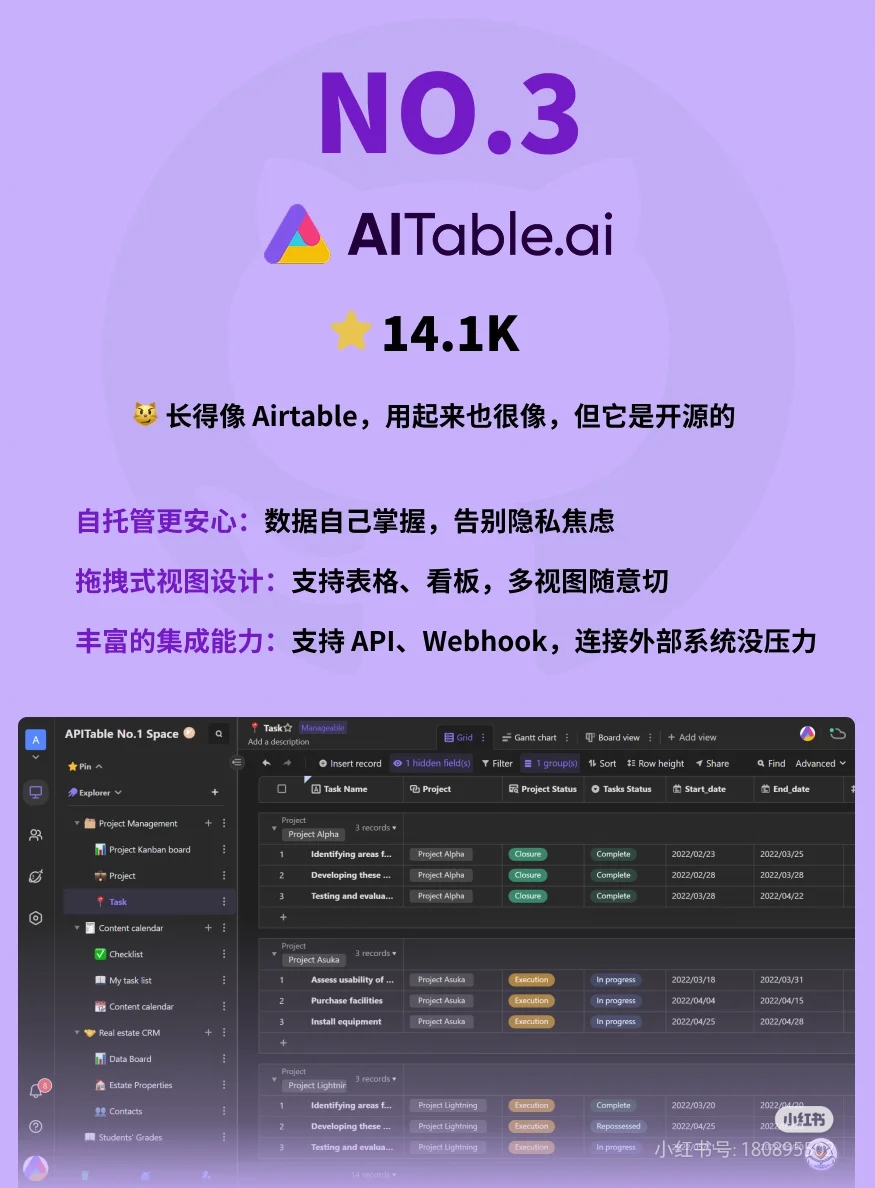 NO.3
AITable.ai
14.1K
长得像 Airtable，用起来也很像，但它是开源的
自托管更安心：数据自己掌握，告别隐私焦虑
拖拽式视图设计：支持表格、看板，多视图随意切
丰富的集成能力：支持 API、Webhook，连接外部系统没压力
A
APITable No.1 Space
Pin
Explorer
Project Management
Project Kanban board
Project
Task
Content calendar
Checklist
My task list
Content calendar
Real estate CRM
Data Board
Estate Properties
Contacts
Students' Grades
8
Task Manageable
Add a description
Grid Gantt chart Board view + Add view
Insert record 1 hidden field(s) Filter 1 group(s) Sort Row height Share Find Advanced
Task Name Project Project Status Tasks Status Start_date End_date
Project
Project Alpha 3 records
1 Identifying areas f... Project Alpha Closure Complete 2022/02/23 2022/03/25
2 Developing these ... Project Alpha Closure Complete 2022/02/28 2022/03/28
3 Testing and evalua... Project Alpha Closure Complete 2022/03/28 2022/04/22
+
Project
Project Asuka 3 records
1 Assess usability of ... Project Asuka Execution In progress 2022/03/18 2022/03/31
2 Purchase facilities Project Asuka Execution In progress 2022/04/04 2022/04/15
3 Install equipment Project Asuka Execution In progress 2022/04/25 2022/04/28
+
Project
Project Lightnin 3 records
1 Identifying areas f... Project Lightning Execution Complete 2022/03/20
2 Developing these ... Project Lightning Execution Repossessed 2022/04/25
3 Testing and evalua... Project Lightning Execution In progress
14 records
小红书
小红书号: